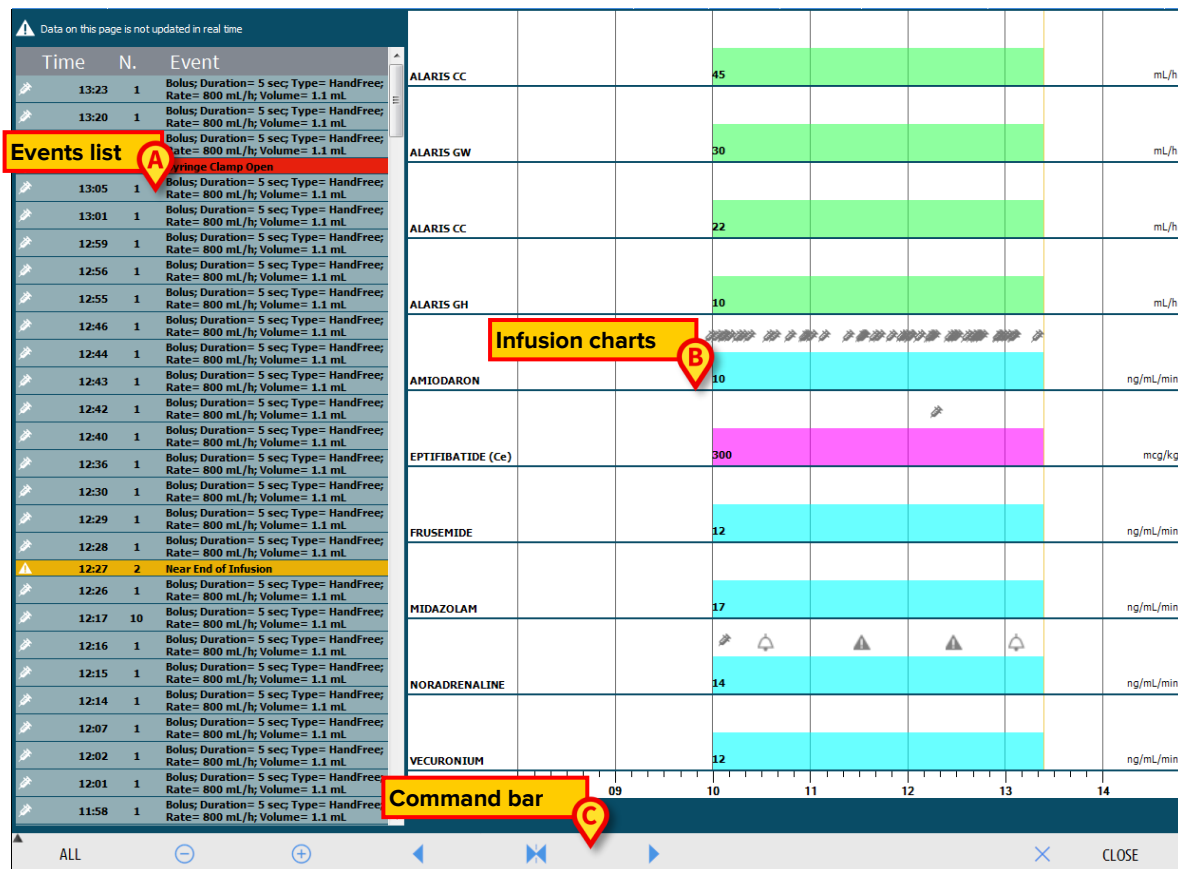 Data on this page is not updated in real time
Time N. Event
13:23 1 Bolus; Duration= 5 sec; Type= HandFree;
Rate= 800 mL/h; Volume= 1.1 mL
13:20 1 Bolus; Duration= 5 sec; Type= HandFree;
Rate= 800 mL/h; Volume= 1.1 mL
Bolus; Duration= 5 sec; Type= HandFree;
Rate= 800 mL/h; Volume= 1.1 mL
Events list
A
Syringe Clamp Open
13:05 1 Bolus; Duration= 5 sec; Type= HandFree;
Rate= 800 mL/h; Volume= 1.1 mL
13:01 1 Bolus; Duration= 5 sec; Type= HandFree;
Rate= 800 mL/h; Volume= 1.1 mL
12:59 1 Bolus; Duration= 5 sec; Type= HandFree;
Rate= 800 mL/h; Volume= 1.1 mL
12:56 1 Bolus; Duration= 5 sec; Type= HandFree;
Rate= 800 mL/h; Volume= 1.1 mL
12:55 1 Bolus; Duration= 5 sec; Type= HandFree;
Rate= 800 mL/h; Volume= 1.1 mL
12:46 1 Bolus; Duration= 5 sec; Type= HandFree;
Rate= 800 mL/h; Volume= 1.1 mL
12:44 1 Bolus; Duration= 5 sec; Type= HandFree;
Rate= 800 mL/h; Volume= 1.1 mL
12:43 1 Bolus; Duration= 5 sec; Type= HandFree;
Rate= 800 mL/h; Volume= 1.1 mL
12:42 1 Bolus; Duration= 5 sec; Type= HandFree;
Rate= 800 mL/h; Volume= 1.1 mL
12:40 1 Bolus; Duration= 5 sec; Type= HandFree;
Rate= 800 mL/h; Volume= 1.1 mL
12:36 1 Bolus; Duration= 5 sec; Type= HandFree;
Rate= 800 mL/h; Volume= 1.1 mL
12:30 1 Bolus; Duration= 5 sec; Type= HandFree;
Rate= 800 mL/h; Volume= 1.1 mL
12:29 1 Bolus; Duration= 5 sec; Type= HandFree;
Rate= 800 mL/h; Volume= 1.1 mL
12:28 1 Bolus; Duration= 5 sec; Type= HandFree;
Rate= 800 mL/h; Volume= 1.1 mL
12:27 2 Near End of Infusion
12:26 1 Bolus; Duration= 5 sec; Type= HandFree;
Rate= 800 mL/h; Volume= 1.1 mL
12:17 10 Bolus; Duration= 5 sec; Type= HandFree;
Rate= 800 mL/h; Volume= 1.1 mL
12:16 1 Bolus; Duration= 5 sec; Type= HandFree;
Rate= 800 mL/h; Volume= 1.1 mL
12:15 1 Bolus; Duration= 5 sec; Type= HandFree;
Rate= 800 mL/h; Volume= 1.1 mL
12:14 1 Bolus; Duration= 5 sec; Type= HandFree;
Rate= 800 mL/h; Volume= 1.1 mL
12:07 1 Bolus; Duration= 5 sec; Type= HandFree;
Rate= 800 mL/h; Volume= 1.1 mL
12:02 1 Bolus; Duration= 5 sec; Type= HandFree;
Rate= 800 mL/h; Volume= 1.1 mL
12:01 1 Bolus; Duration= 5 sec; Type= HandFree;
Rate= 800 mL/h; Volume= 1.1 mL
11:58 1 Bolus; Duration= 5 sec; Type= HandFree;
Rate= 800 mL/h; Volume= 1.1 mL
ALARIS CC 45 mL/h
ALARIS GW 30 mL/h
ALARIS CC 22 mL/h
ALARIS GH 10 mL/h
Infusion charts
B
AMIODARON 10 ng/mL/min
EPTIFIBATIDE (Ce) 300 mcg/kg
FRUSEMIDE 12 ng/mL/min
MIDAZOLAM 17 ng/mL/min
NORADRENALINE 14 ng/mL/min
VECURONIUM 12 ng/mL/min
09 10 11 12 13 14
Command bar
C
ALL CLOSE